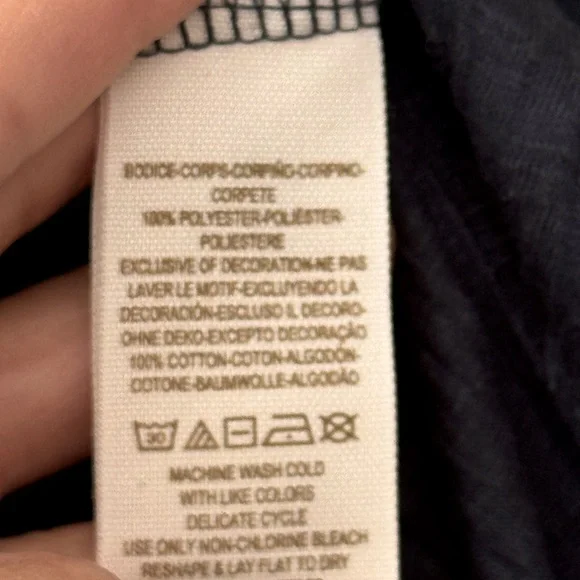 BODICE-CORPS-CORPIÑO-CORPINO-
CORPETE
100% POLYESTER-POLIÉSTER-
POLIESTERE
EXCLUSIVE OF DECORATION-NE PAS
LAVER LE MOTIF-EXCLUYENDO LA
DECORACIÓN-ESCLUSO IL DECORO-
OHNE DEKO-EXCEPTO DECORAÇÃO
100% COTTON-COTON-ALGODÓN-
COTONE-BAUMWOLLE-ALGODÃO
30
MACHINE WASH COLD
WITH LIKE COLORS
DELICATE CYCLE
USE ONLY NON-CHLORINE BLEACH
RESHAPE & LAY FLAT TO DRY